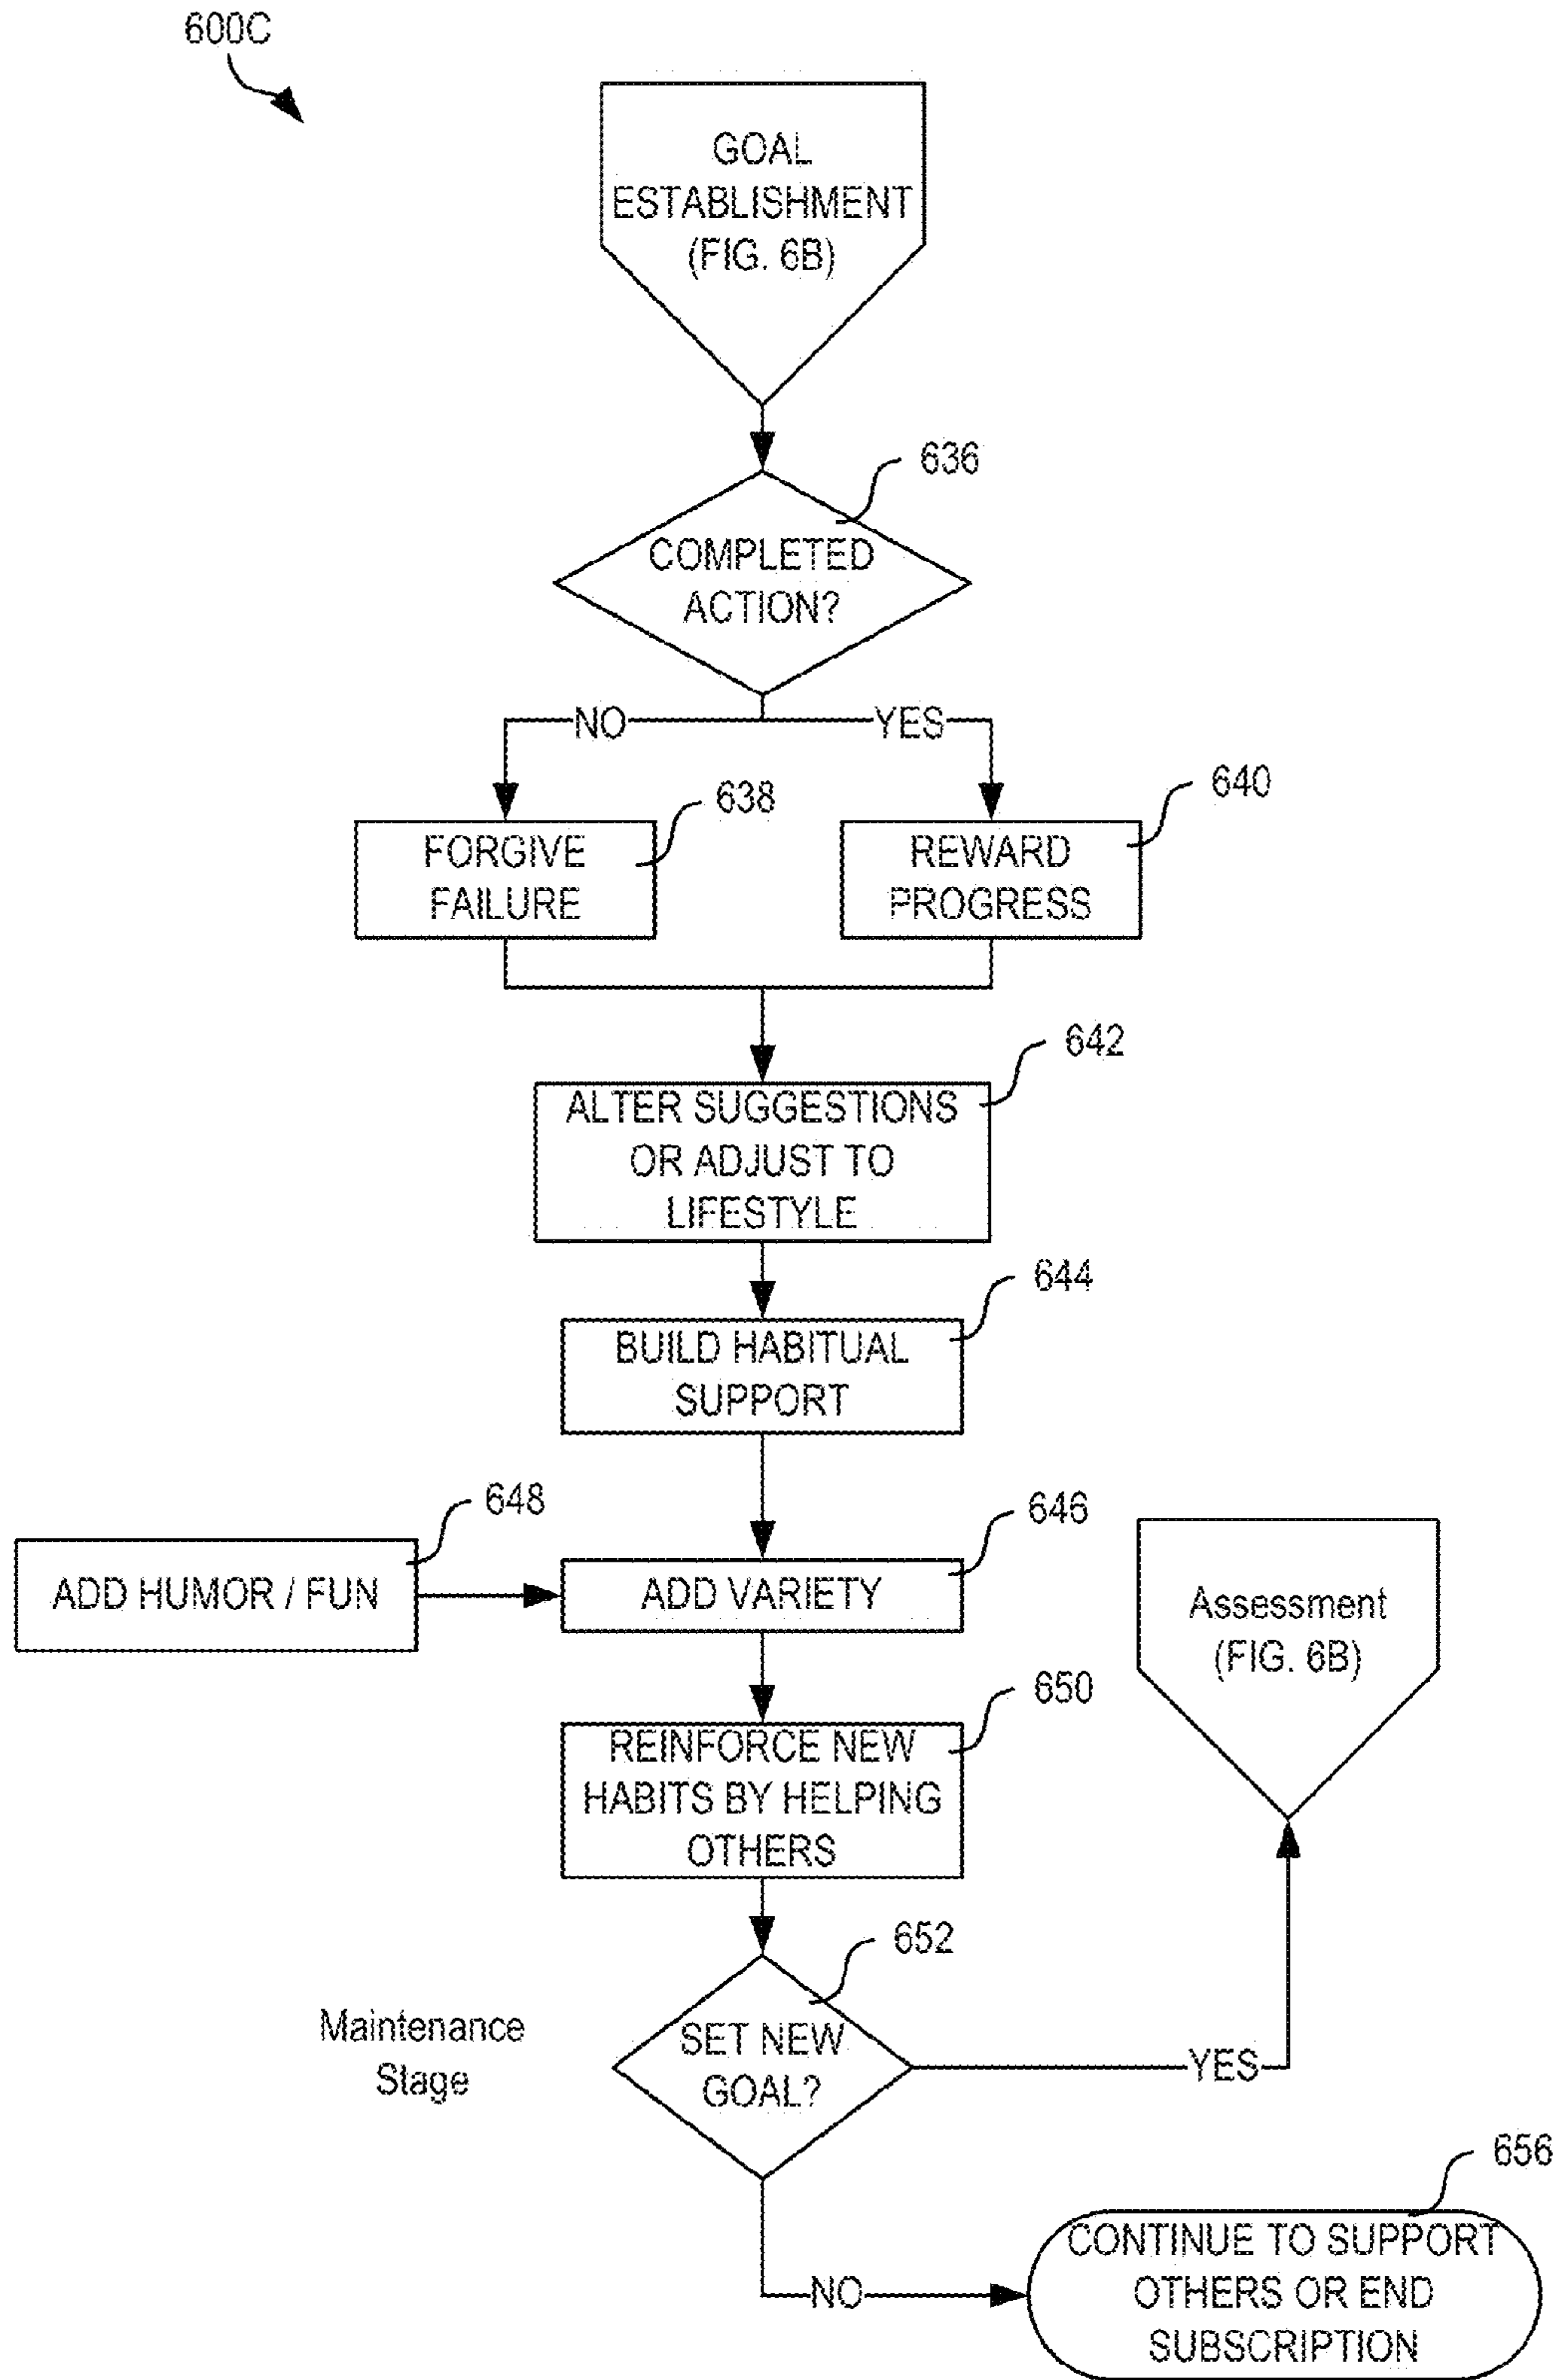 600C
GOAL
ESTABLISHMENT
(FIG. 6B)
636
COMPLETED
ACTION?
NO
YES
638
640
FORGIVE
FAILURE
REWARD
PROGRESS
642
ALTER SUGGESTIONS
OR ADJUST TO
LIFESTYLE
644
BUILD HABITUAL
SUPPORT
648
646
ADD HUMOR / FUN
ADD VARIETY
Assessment
(FIG. 6B)
650
REINFORCE NEW
HABITS BY HELPING
OTHERS
652
Maintenance
Stage
SET NEW
GOAL?
YES
656
NO
CONTINUE TO SUPPORT
OTHERS OR END
SUBSCRIPTION